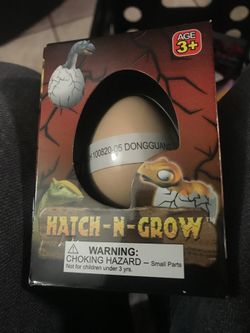 AGE
3+
100820-05 DONGGUAN
HATCH-N-GROW
WARNING:
CHOKING HAZARD – Small Parts
Not for children under 3 yrs.